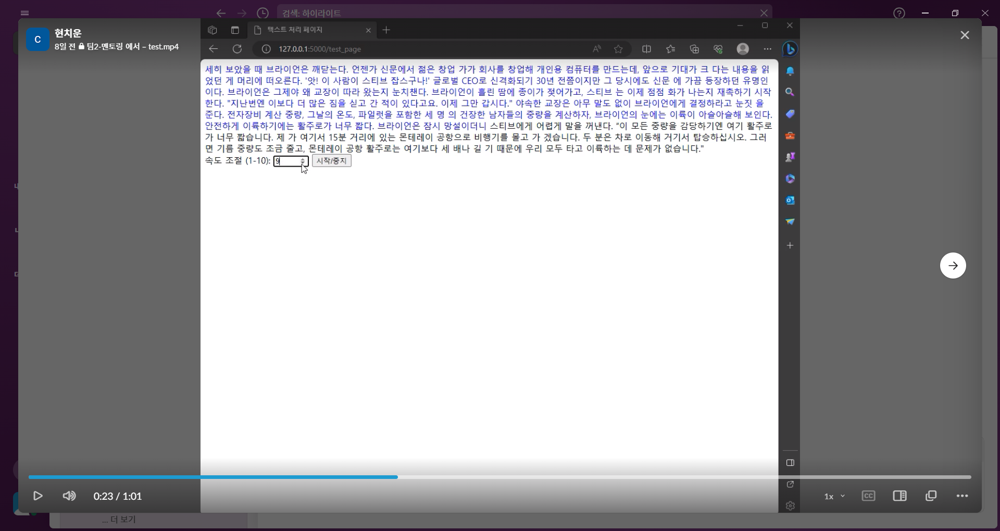 검색: 하이라이트
C
현치운
8일 전 팀2-멘토링 에서 – test.mp4
텍스트 처리 페이지
127.0.0.1:5000/test_page
세히 보았을 때 브라이언은 깨닫는다. 언젠가 신문에서 젊은 창업 가가 회사를 창업해 개인용 컴퓨터를 만드는데, 앞으로 기대가 크 다는 내용을 읽
었던 게 머리에 떠오른다. '앗! 이 사람이 스티브 잡스구나!' 글로벌 CEO로 신격화되기 30년 전쯤이지만 그 당시에도 신문 에 가끔 등장하던 유명인
이다. 브라이언은 그제야 왜 교장이 따라 왔는지 눈치챈다. 브라이언이 흘린 땀에 종이가 젖어가고, 스티브 는 이제 점점 화가 나는지 재촉하기 시작
한다. "지난번엔 이보다 더 많은 짐을 싣고 간 적이 있다고요. 이제 그만 갑시다." 야속한 교장은 아무 말도 없이 브라이언에게 결정하라고 눈짓 을
준다. 전자장비 계산 중량, 그날의 온도, 파일럿을 포함한 세 명 의 건장한 남자들의 중량을 계산하자, 브라이언의 눈에는 이륙이 아슬아슬해 보인다.
안전하게 이륙하기에는 활주로가 너무 짧다. 브라이언은 잠시 망설이더니 스티브에게 어렵게 말을 꺼낸다. “이 모든 중량을 감당하기엔 여기 활주로
가 너무 짧습니다. 제 가 여기서 15분 거리에 있는 몬테레이 공항으로 비행기를 몰고 가 겠습니다. 두 분은 차로 이동해 거기서 탑승하십시오. 그러
면 기름 중량도 조금 줄고, 몬테레이 공항 활주로는 여기보다 세 배나 길 기 때문에 우리 모두 타고 이륙하는 데 문제가 없습니다."
속도 조절 (1-10): 9 시작/중지
0:23 / 1:01
1x CC
... 더 보기